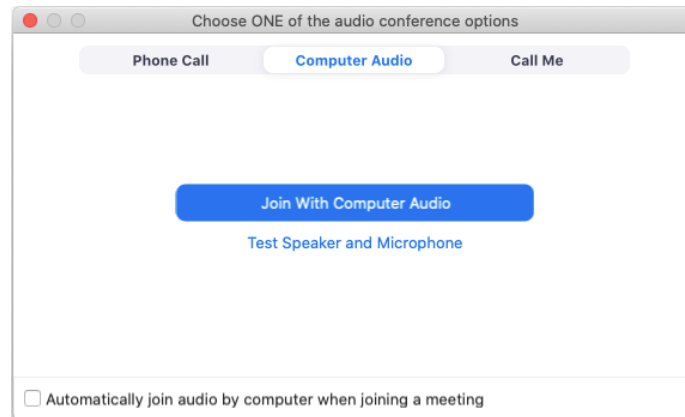 Choose ONE of the audio conference options
Phone Call Computer Audio Call Me
Join With Computer Audio
Test Speaker and Microphone
Automatically join audio by computer when joining a meeting